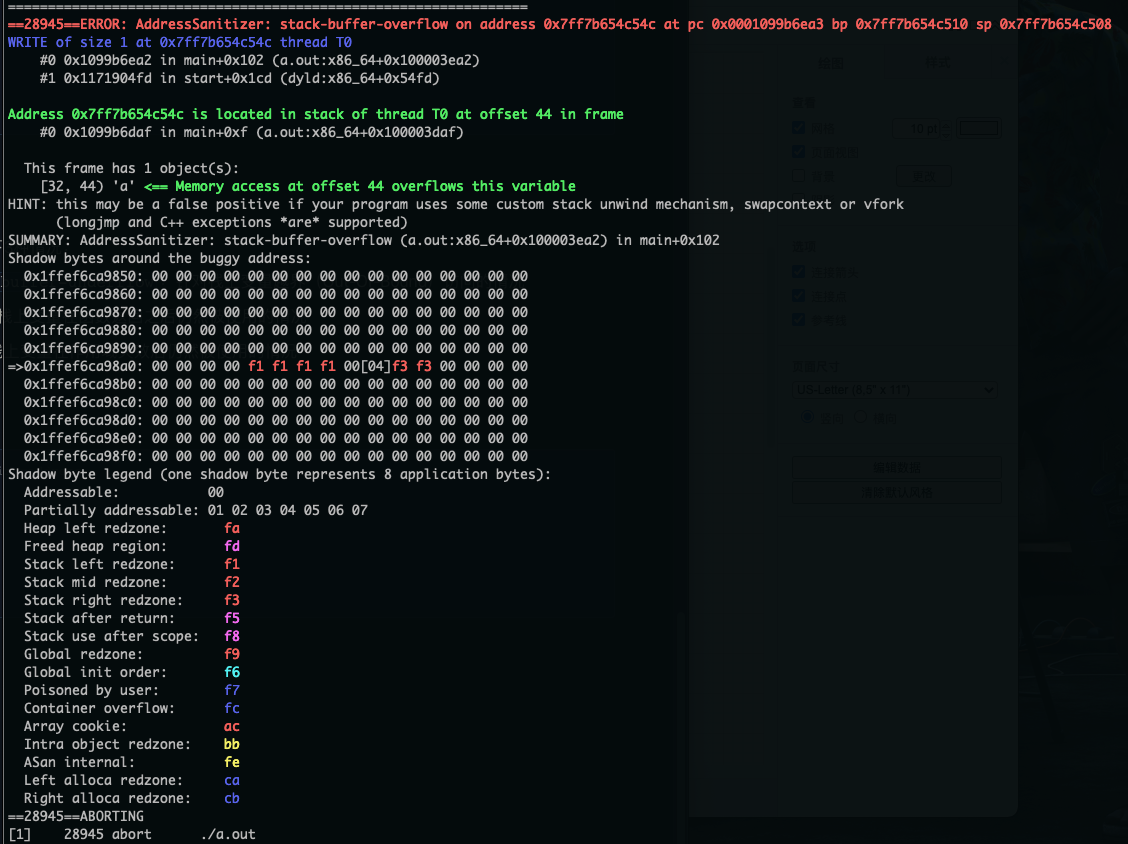 =================================================================
==28945==ERROR: AddressSanitizer: stack-buffer-overflow on address 0x7ff7b654c54c at pc 0x0001099b6ea3 bp 0x7ff7b654c510 sp 0x7ff7b654c508
WRITE of size 1 at 0x7ff7b654c54c thread T0
    #0 0x1099b6ea2 in main+0x102 (a.out:x86_64+0x100003ea2)
    #1 0x1171904fd in start+0x1cd (dyld:x86_64+0x54fd)

Address 0x7ff7b654c54c is located in stack of thread T0 at offset 44 in frame
    #0 0x1099b6daf in main+0xf (a.out:x86_64+0x100003daf)

  This frame has 1 object(s):
    [32, 44) 'a' <== Memory access at offset 44 overflows this variable
HINT: this may be a false positive if your program uses some custom stack unwind mechanism, swapcontext or vfork
      (longjmp and C++ exceptions *are* supported)
SUMMARY: AddressSanitizer: stack-buffer-overflow (a.out:x86_64+0x100003ea2) in main+0x102
Shadow bytes around the buggy address:
  0x1ffef6ca9850: 00 00 00 00 00 00 00 00 00 00 00 00 00 00 00 00
  0x1ffef6ca9860: 00 00 00 00 00 00 00 00 00 00 00 00 00 00 00 00
  0x1ffef6ca9870: 00 00 00 00 00 00 00 00 00 00 00 00 00 00 00 00
  0x1ffef6ca9880: 00 00 00 00 00 00 00 00 00 00 00 00 00 00 00 00
  0x1ffef6ca9890: 00 00 00 00 00 00 00 00 00 00 00 00 00 00 00 00
=>0x1ffef6ca98a0: 00 00 00 00 f1 f1 f1 f1 00[04]f3 f3 00 00 00 00
  0x1ffef6ca98b0: 00 00 00 00 00 00 00 00 00 00 00 00 00 00 00 00
  0x1ffef6ca98c0: 00 00 00 00 00 00 00 00 00 00 00 00 00 00 00 00
  0x1ffef6ca98d0: 00 00 00 00 00 00 00 00 00 00 00 00 00 00 00 00
  0x1ffef6ca98e0: 00 00 00 00 00 00 00 00 00 00 00 00 00 00 00 00
  0x1ffef6ca98f0: 00 00 00 00 00 00 00 00 00 00 00 00 00 00 00 00
Shadow byte legend (one shadow byte represents 8 application bytes):
  Addressable:           00
  Partially addressable: 01 02 03 04 05 06 07
  Heap left redzone:       fa
  Freed heap region:       fd
  Stack left redzone:      f1
  Stack mid redzone:       f2
  Stack right redzone:     f3
  Stack after return:      f5
  Stack use after scope:   f8
  Global redzone:          f9
  Global init order:       f6
  Poisoned by user:        f7
  Container overflow:      fc
  Array cookie:            ac
  Intra object redzone:    bb
  ASan internal:           fe
  Left alloca redzone:     ca
  Right alloca redzone:    cb
==28945==ABORTING
[1]    28945 abort      ./a.out
10 pt
US-Letter (8,5" x 11")